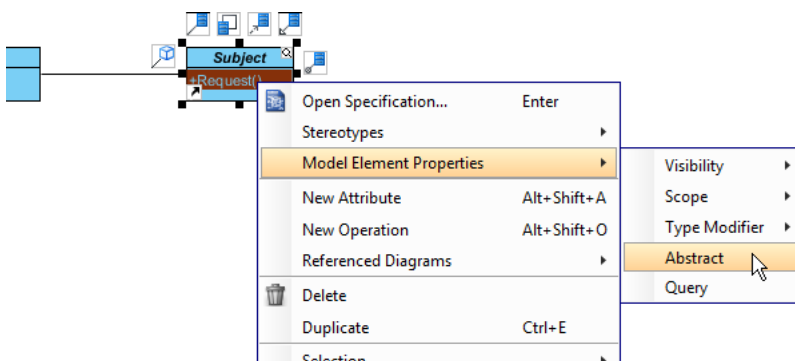 Subject
+Request()
Open Specification... Enter
Stereotypes
Model Element Properties
Visibility
New Attribute Alt+Shift+A
Scope
New Operation Alt+Shift+O
Type Modifier
Referenced Diagrams
Abstract
Delete
Query
Duplicate Ctrl+E
Selection